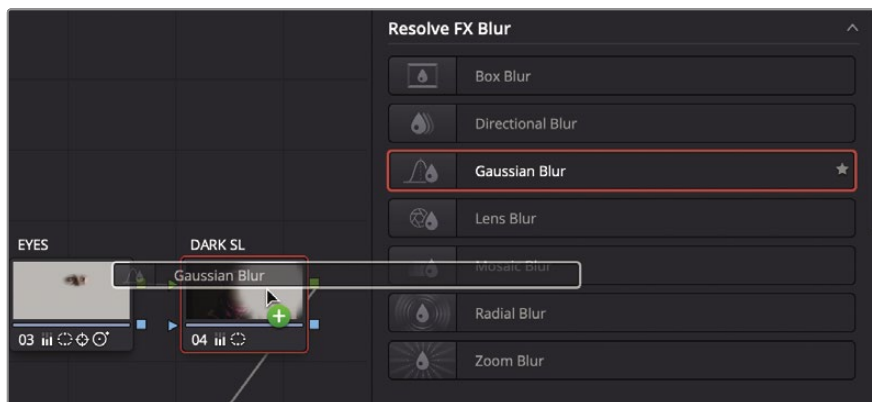 Resolve FX Blur
Box Blur
Directional Blur
Gaussian Blur
Lens Blur
Mosaic Blur
Radial Blur
Zoom Blur
EYES
DARK SL
Gaussian Blur
03
04